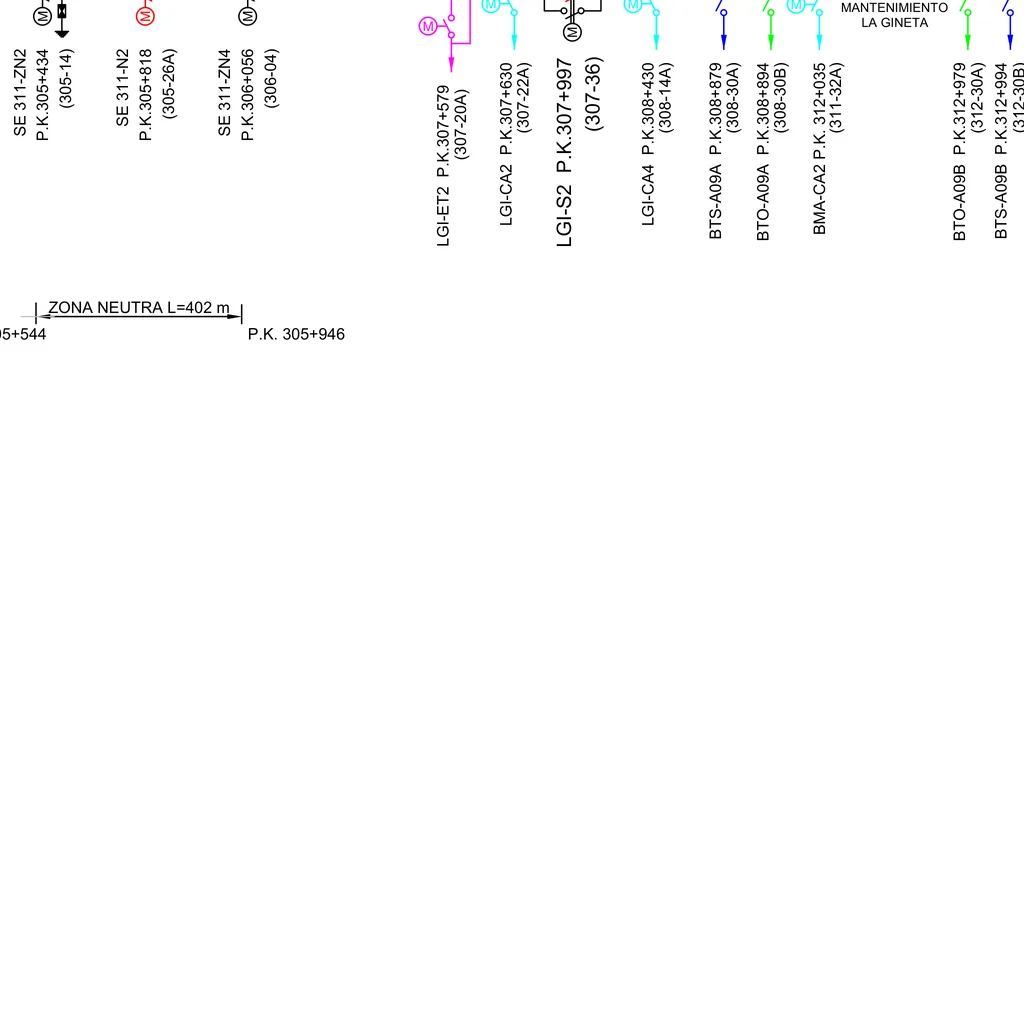 M
M
M
M
M
M
M
M
MANTENIMIENTO
LA GINETA
SE 311-ZN2
P.K.305+434
(305-14)
SE 311-N2
P.K.305+818
(305-26A)
SE 311-ZN4
P.K.306+056
(306-04)
LGI-ET2 P.K.307+579
(307-20A)
LGI-CA2 P.K.307+630
(307-22A)
LGI-S2 P.K.307+997
(307-36)
LGI-CA4 P.K.308+430
(308-14A)
BTS-A09A P.K.308+879
(308-30A)
BTO-A09A P.K.308+894
(308-30B)
BMA-CA2 P.K. 312+035
(311-32A)
BTO-A09B P.K.312+979
(312-30A)
BTS-A09B P.K.312+994
(312-30B)
ZONA NEUTRA L=402 m
5+544
P.K. 305+946